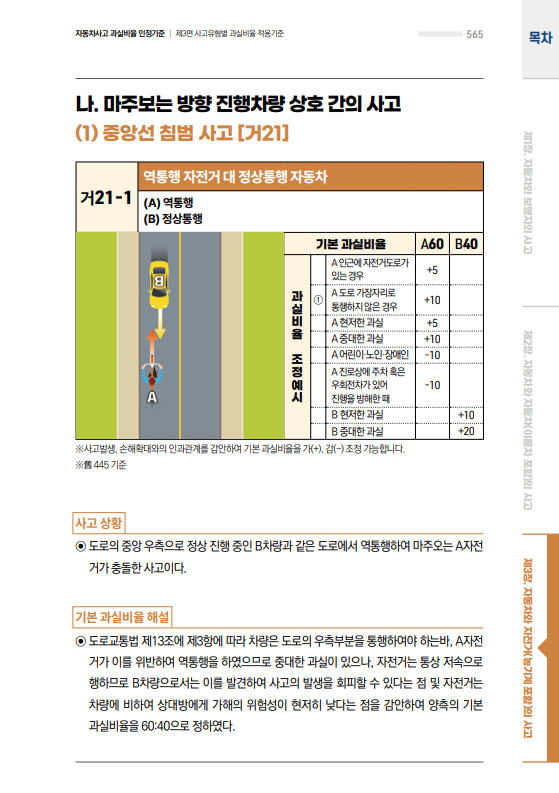 자동차사고 과실비율 인정기준 | 제3편 사고유형별 과실비율 적용기준
565
목차
나. 마주보는 방향 진행차량 상호 간의 사고
(1) 중앙선 침범 사고 [거21]
거21-1
역통행 자전거 대 정상통행 자동차
(A) 역통행
(B) 정상통행
B
A
기본 과실비율 A60 B40
과실비율 조정예시
A 인근에 자전거도로가
있는 경우
+5
①
A 도로 가장자리로
통행하지 않은 경우
+10
A 현저한 과실 +5
A 중대한 과실 +10
A 어린이·노인·장애인 -10
A 진로상에 주차 혹은
우회전차가 있어
진행을 방해한 때
-10
B 현저한 과실 +10
B 중대한 과실 +20
※사고발생, 손해확대와의 인과관계를 감안하여 기본 과실비율을 가(+), 감(-) 조정 가능합니다.
※舊 445 기준
사고 상황
◉ 도로의 중앙 우측으로 정상 진행 중인 B차량과 같은 도로에서 역통행하여 마주오는 A자전
거가 충돌한 사고이다.
기본 과실비율 해설
◉ 도로교통법 제13조에 제3항에 따라 차량은 도로의 우측부분을 통행하여야 하는바, A자전
거가 이를 위반하여 역통행을 하였으므로 중대한 과실이 있으나, 자전거는 통상 저속으로
행하므로 B차량으로서는 이를 발견하여 사고의 발생을 회피할 수 있다는 점 및 자전거는
차량에 비하여 상대방에게 가해의 위험성이 현저히 낮다는 점을 감안하여 양측의 기본
과실비율을 60:40으로 정하였다.
제1장. 자동차와 보행자의 사고
제2장. 자동차와 자동차(이륜차 포함)의 사고
제3장. 자동차와 자전거(농기계 포함)의 사고